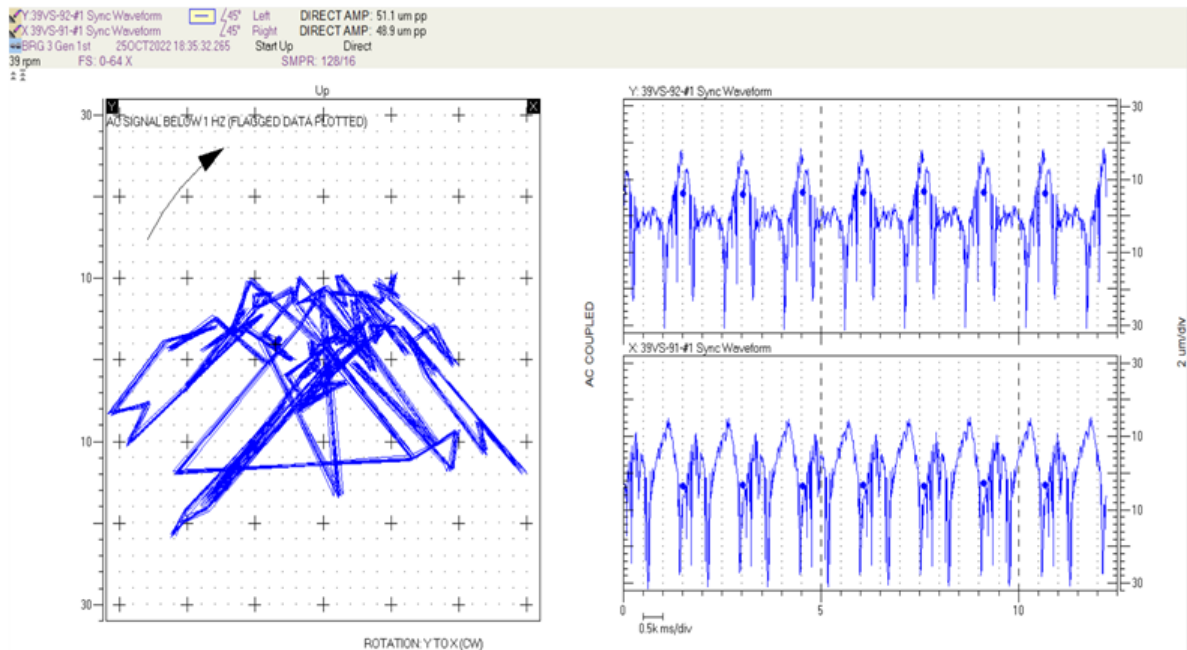 Y:39VS-92-#1 Sync Waveform ∠45° Left DIRECT AMP: 51.1 um pp
X 39VS-91-#1 Sync Waveform ∠45° Right DIRECT AMP: 48.9 um pp
BRG 3 Gen 1st 25OCT2022 18:35:32.265 Start Up Direct
39 rpm FS: 0-64 X SMPR: 128/16
Up
Y X
AC SIGNAL BELOW 1 HZ (FLAGGED DATA PLOTTED)
30
10
10
30
ROTATION: Y TO X (CW)
AC COUPLED
Y: 39VS-92-#1 Sync Waveform
30
10
10
30
X: 39VS-91-#1 Sync Waveform
30
10
10
30
0 5 10
0.5k ms/div
2 um/div